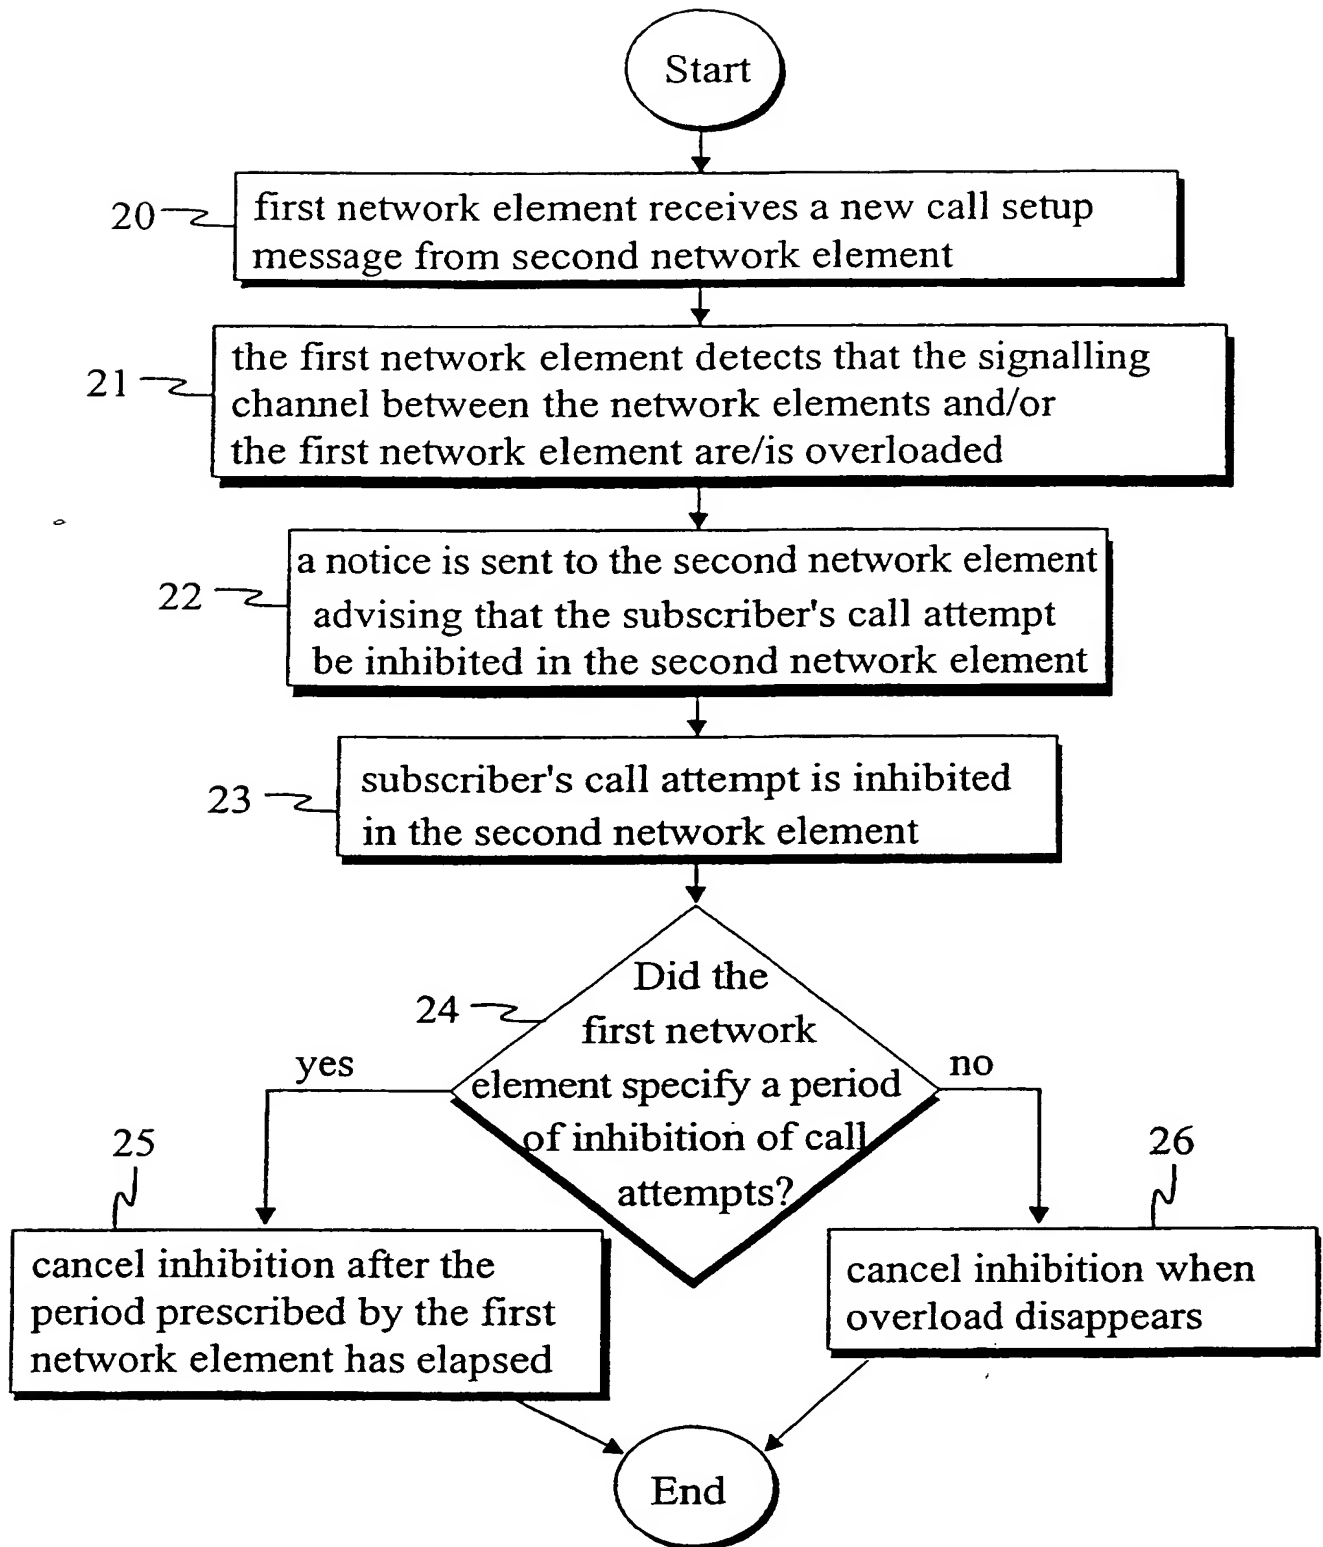 Start
20
first network element receives a new call setup
message from second network element
21
the first network element detects that the signalling
channel between the network elements and/or
the first network element are/is overloaded
22
a notice is sent to the second network element
advising that the subscriber's call attempt
be inhibited in the second network element
23
subscriber's call attempt is inhibited
in the second network element
24
Did the
first network
element specify a period
of inhibition of call
attempts?
yes
no
25
cancel inhibition after the
period prescribed by the first
network element has elapsed
26
cancel inhibition when
overload disappears
End